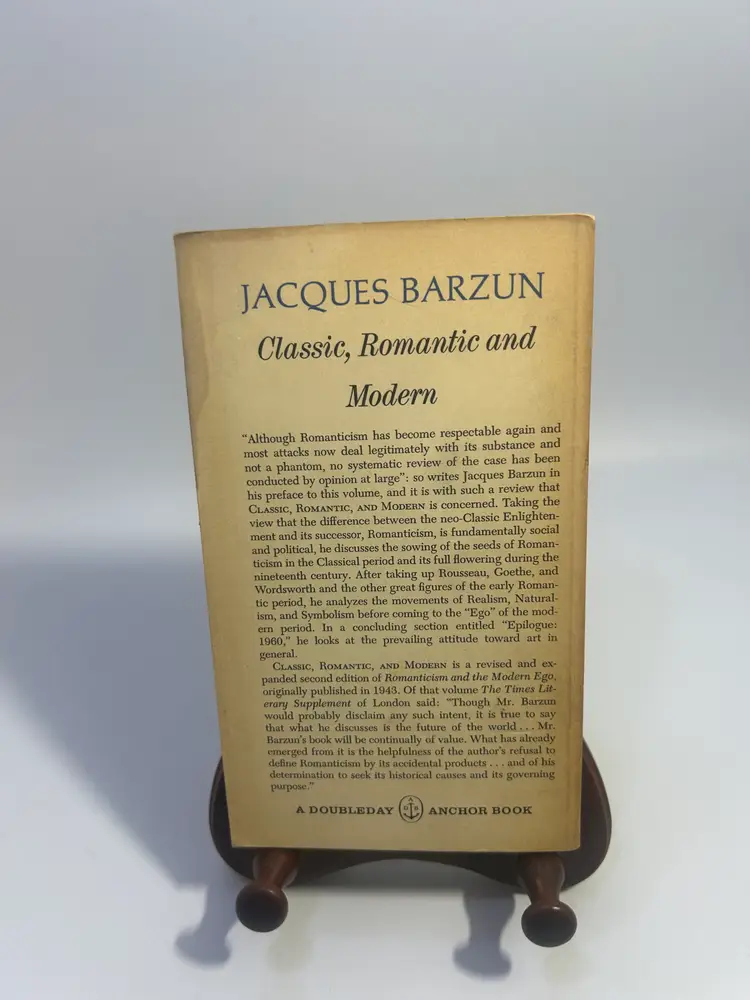 JACQUES BARZUN
Classic, Romantic and
Modern
“Although Romanticism has become respectable again and
most attacks now deal legitimately with its substance and
not a phantom, no systematic review of the case has been
conducted by opinion at large”: so writes Jacques Barzun in
his preface to this volume, and it is with such a review that
CLASSIC, ROMANTIC, AND MODERN is concerned. Taking the
view that the difference between the neo-Classic Enlighten-
ment and its successor, Romanticism, is fundamentally social
and political, he discusses the sowing of the seeds of Roman-
ticism in the Classical period and its full flowering during the
nineteenth century. After taking up Rousseau, Goethe, and
Wordsworth and the other great figures of the early Roman-
tic period, he analyzes the movements of Realism, Natural-
ism, and Symbolism before coming to the “Ego” of the mod-
ern period. In a concluding section entitled “Epilogue:
1960,” he looks at the prevailing attitude toward art in
general.
CLASSIC, ROMANTIC, AND MODERN is a revised and ex-
panded second edition of Romanticism and the Modern Ego,
originally published in 1943. Of that volume The Times Lit-
erary Supplement of London said: “Though Mr. Barzun
would probably disclaim any such intent, it is true to say
that what he discusses is the future of the world . . . Mr.
Barzun’s book will be continually of value. What has already
emerged from it is the helpfulness of the author’s refusal to
define Romanticism by its accidental products . . . and of his
determination to seek its historical causes and its governing
purpose.”
A DOUBLEDAY ANCHOR BOOK